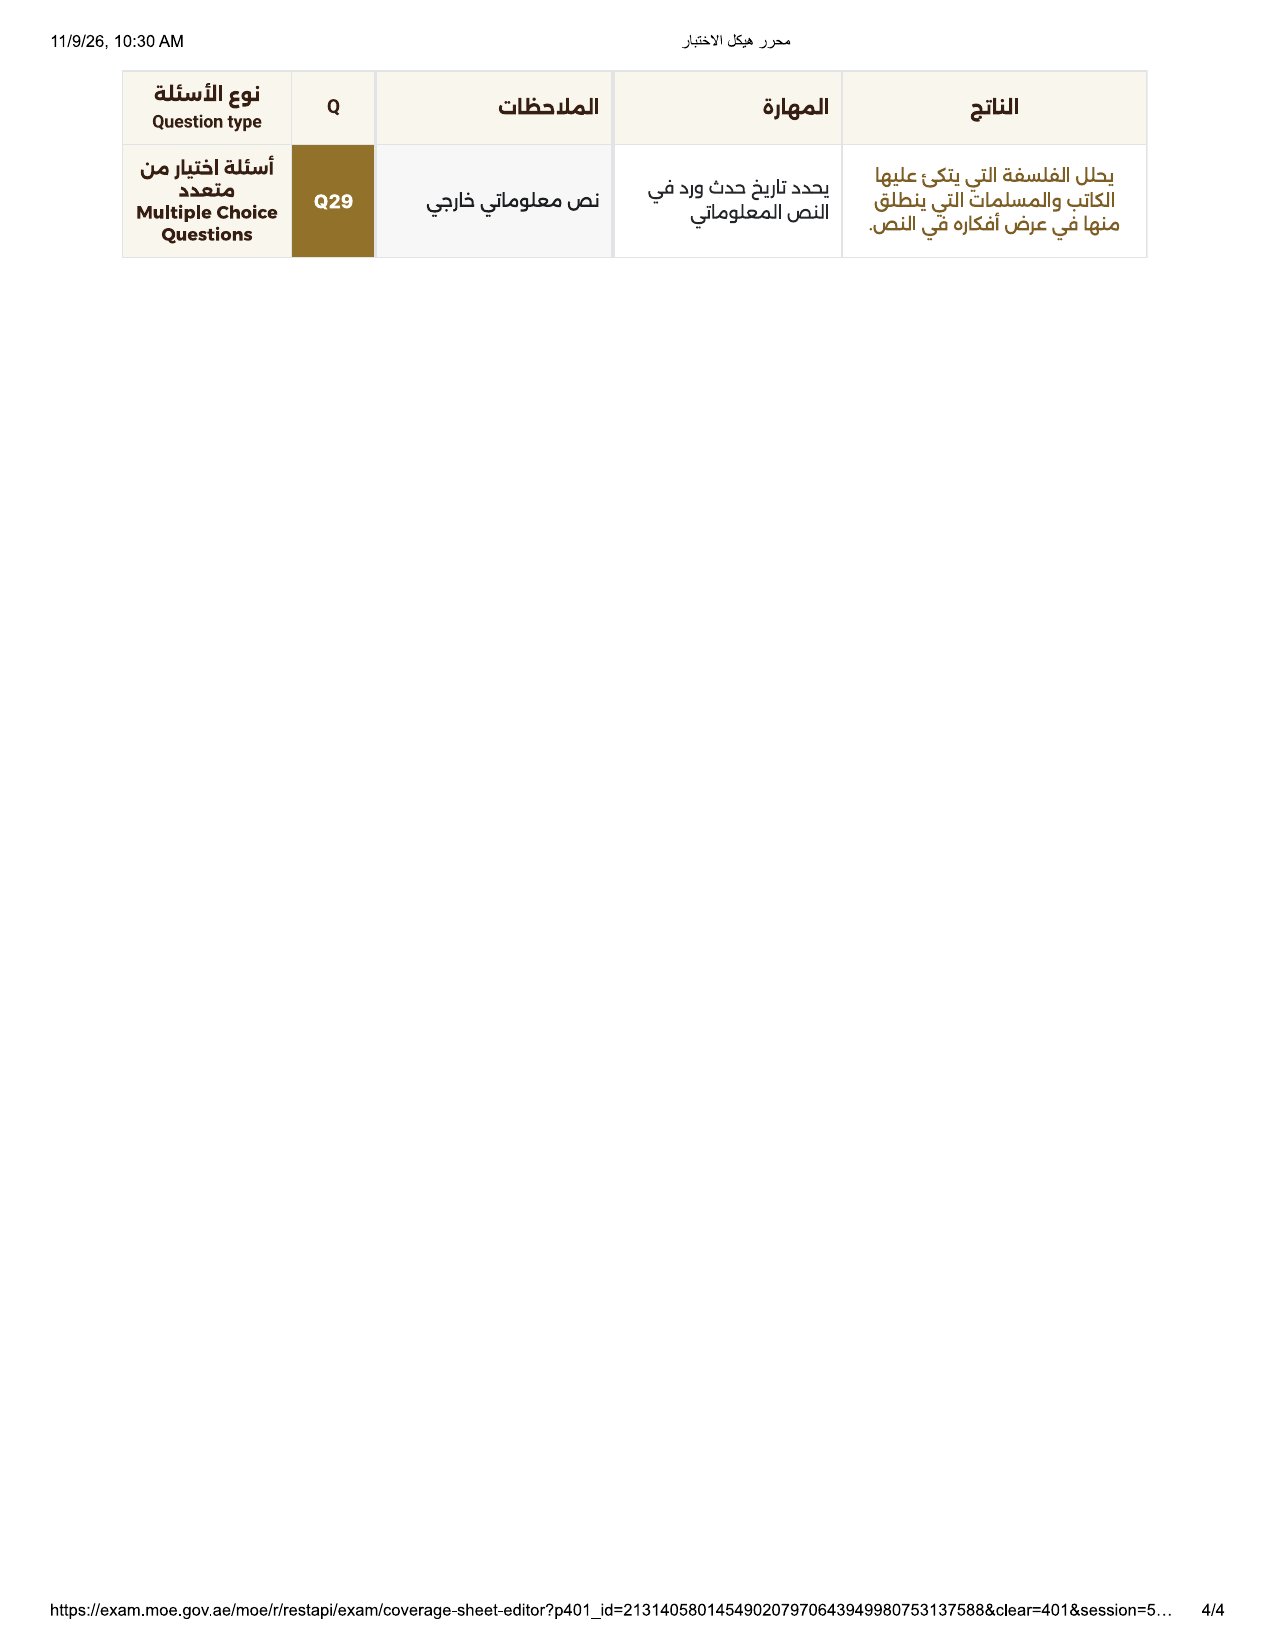 11/9/26, 10:30 AM
محرر هيكل الاختبار
الناتج
المهارة
الملاحظات
Q
نوع الأسئلة
Question type
يحلل الفلسفة التي يتكئ عليها
الكاتب والمسلمات التي ينطلق
منها في عرض أفكاره في النص.
يحدد تاريخ حدث ورد في
النص المعلوماتي
نص معلوماتي خارجي
Q29
أسئلة اختيار من
متعدد
Multiple Choice
Questions
https://exam.moe.gov.ae/moe/r/restapi/exam/coverage-sheet-editor?p401_id=213140580145490207970643949980753137588&clear=401&session=5…
4/4